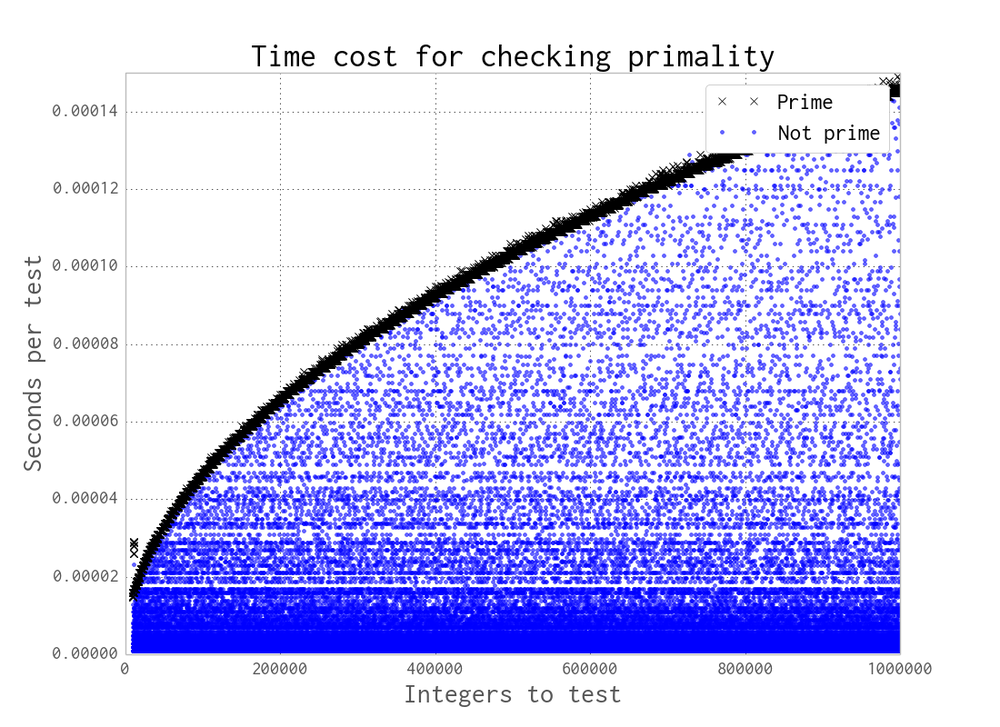 Time cost for checking primality
Prime
Not prime
0.00014
0.00012
0.00010
0.00008
0.00006
0.00004
0.00002
0.00000
Seconds per test
0
200000
400000
600000
800000
1000000
Integers to test